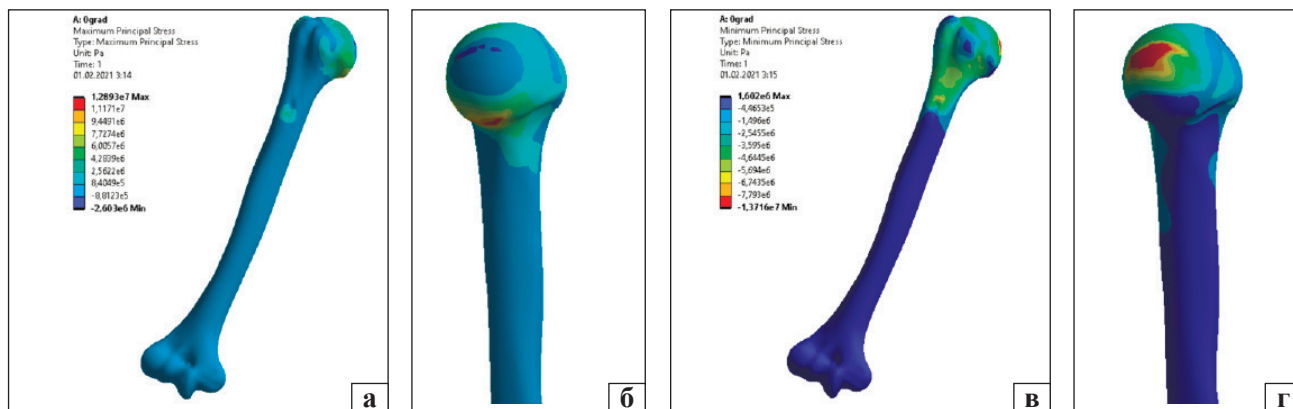 A: 0grad
Maximum Principal Stress
Type: Maximum Principal Stress
Unit: Pa
Time: 1
01.02.2021 3:14
1,2893e7 Max
1,1171e7
9,4491e6
7,7274e6
6,0057e6
4,2839e6
2,5622e6
8,4049e5
-8,8123e5
-2,603e6 Min
а
б
A: 0grad
Minimum Principal Stress
Type: Minimum Principal Stress
Unit: Pa
Time: 1
01.02.2021 3:15
1,602e6 Max
-4,4653e5
-1,496e6
-2,5455e6
-3,595e6
-4,6445e6
-5,694e6
-6,7435e6
-7,793e6
-1,3716e7 Min
в
г